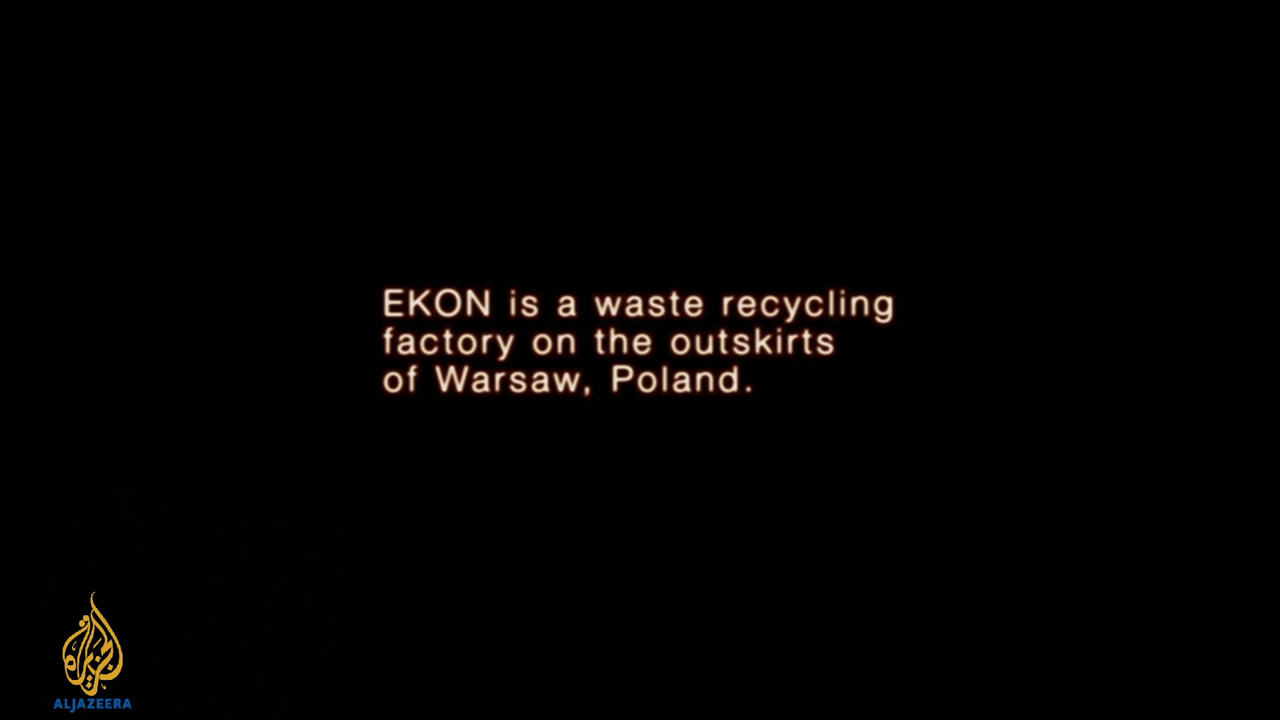 EKON is a waste recycling
factory on the outskirts
of Warsaw, Poland.
الجزيرة
ALJAZEERA